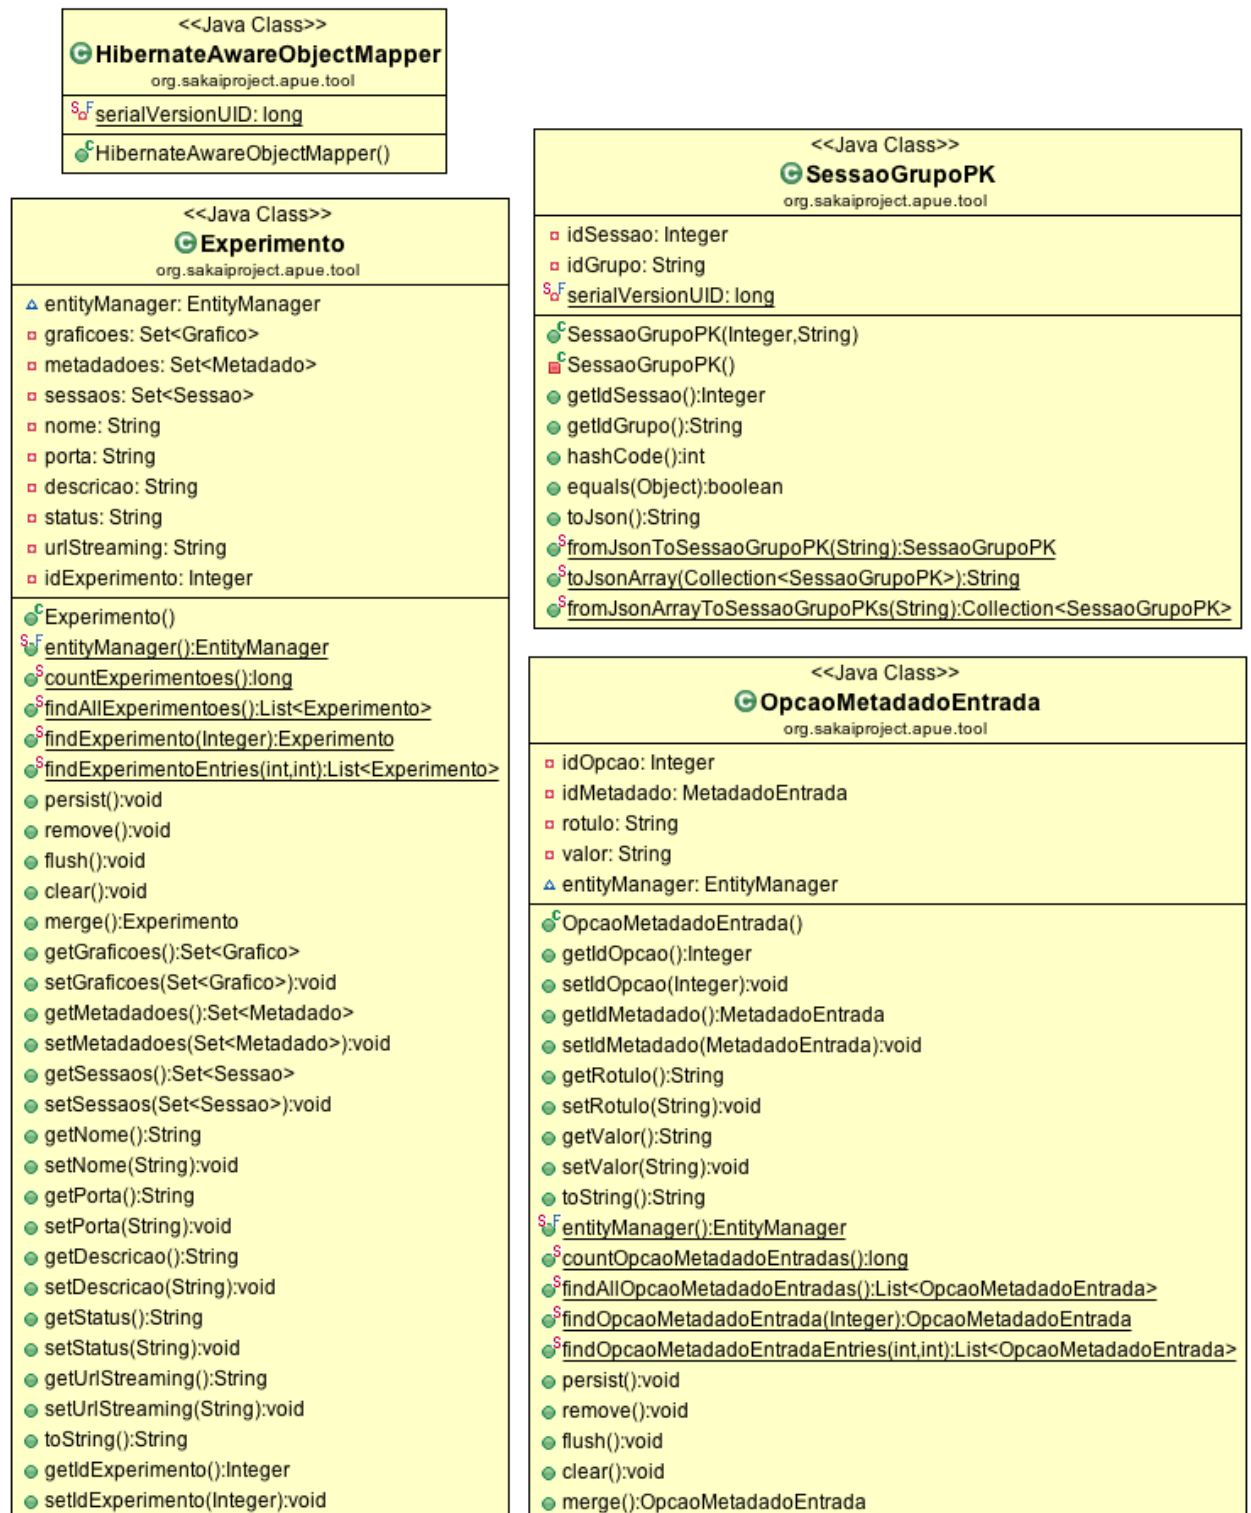 <<Java Class>>
HibernateAwareObjectMapper
org.sakaiproject.apue.tool
serialVersionUID: long
HibernateAwareObjectMapper()
<<Java Class>>
Experimento
org.sakaiproject.apue.tool
entityManager: EntityManager
graficoes: Set<Grafico>
metadadoes: Set<Metadado>
sessaos: Set<Sessao>
nome: String
porta: String
descricao: String
status: String
urlStreaming: String
idExperimento: Integer
Experimento()
entityManager():EntityManager
countExperimentoes():long
findAllExperimentoes():List<Experimento>
findExperimento(Integer):Experimento
findExperimentoEntries(int,int):List<Experimento>
persist():void
remove():void
flush():void
clear():void
merge():Experimento
getGraficoes():Set<Grafico>
setGraficoes(Set<Grafico>):void
getMetadadoes():Set<Metadado>
setMetadadoes(Set<Metadado>):void
getSessaos():Set<Sessao>
setSessaos(Set<Sessao>):void
getNome():String
setNome(String):void
getPorta():String
setPorta(String):void
getDescricao():String
setDescricao(String):void
getStatus():String
setStatus(String):void
getUrlStreaming():String
setUrlStreaming(String):void
toString():String
getIdExperimento():Integer
setIdExperimento(Integer):void
<<Java Class>>
SessaoGrupoPK
org.sakaiproject.apue.tool
idSessao: Integer
idGrupo: String
serialVersionUID: long
SessaoGrupoPK(Integer,String)
SessaoGrupoPK()
getIdSessao():Integer
getIdGrupo():String
hashCode():int
equals(Object):boolean
toJson():String
fromJsonToSessaoGrupoPK(String):SessaoGrupoPK
toJsonArray(Collection<SessaoGrupoPK>):String
fromJsonArrayToSessaoGrupoPKs(String):Collection<SessaoGrupoPK>
<<Java Class>>
OpcaoMetadadoEntrada
org.sakaiproject.apue.tool
idOpcao: Integer
idMetadado: MetadadoEntrada
rotulo: String
valor: String
entityManager: EntityManager
OpcaoMetadadoEntrada()
getIdOpcao():Integer
setIdOpcao(Integer):void
getIdMetadado():MetadadoEntrada
setIdMetadado(MetadadoEntrada):void
getRotulo():String
setRotulo(String):void
getValor():String
setValor(String):void
toString():String
entityManager():EntityManager
countOpcaoMetadadoEntradas():long
findAllOpcaoMetadadoEntradas():List<OpcaoMetadadoEntrada>
findOpcaoMetadadoEntrada(Integer):OpcaoMetadadoEntrada
findOpcaoMetadadoEntradaEntries(int,int):List<OpcaoMetadadoEntrada>
persist():void
remove():void
flush():void
clear():void
merge():OpcaoMetadadoEntrada